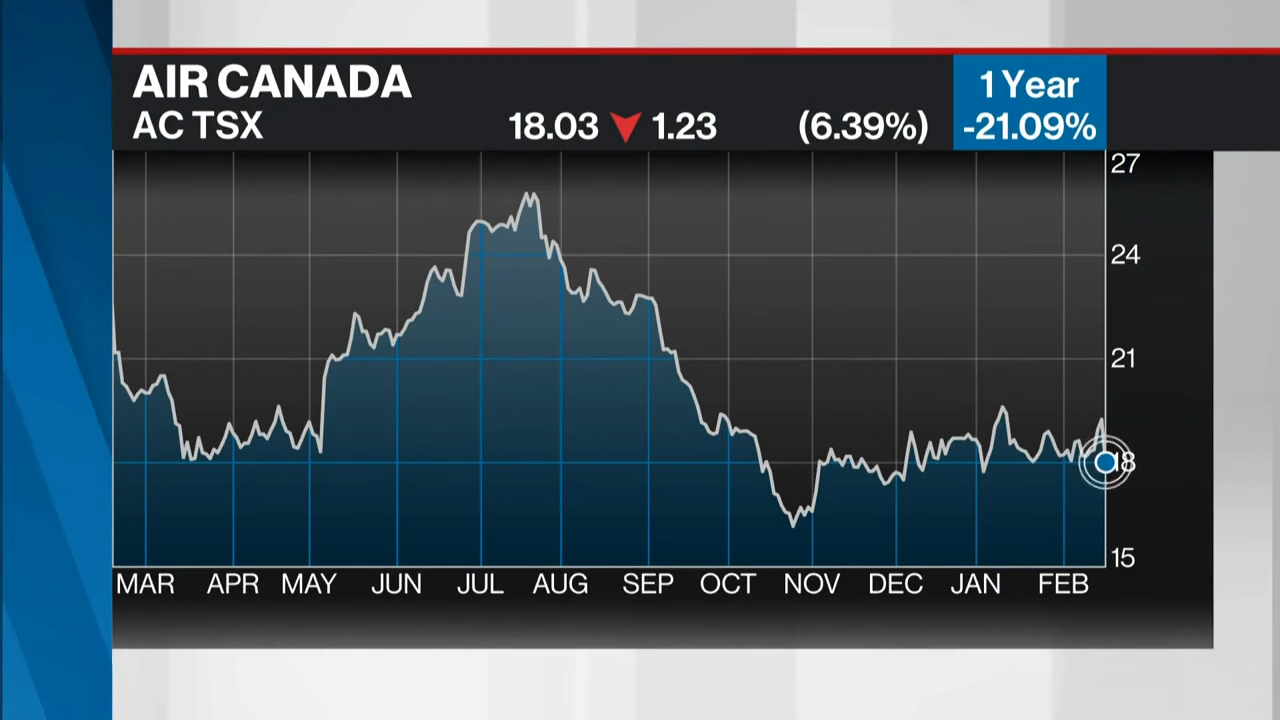 AIR CANADA
AC TSX
18.03 ▼ 1.23 (6.39%)
1 Year
-21.09%
27
24
21
18
15
MAR APR MAY JUN JUL AUG SEP OCT NOV DEC JAN FEB